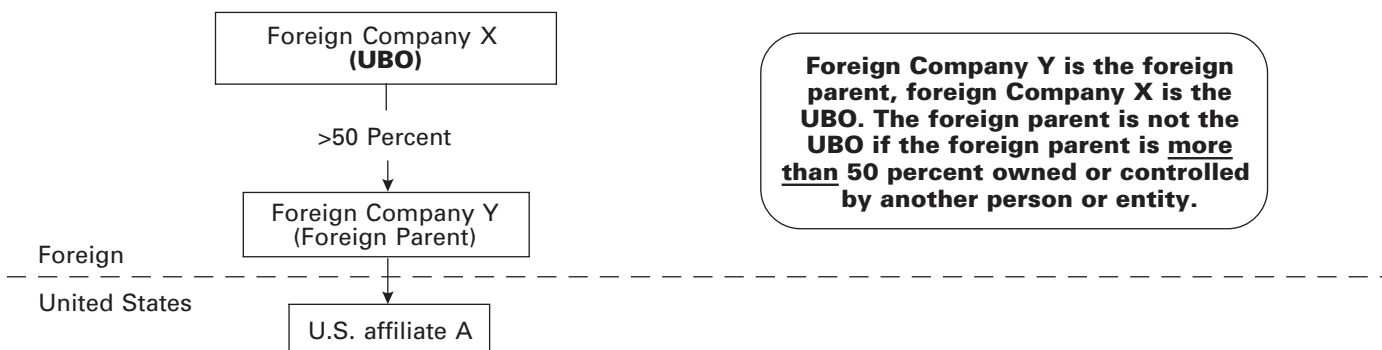 Foreign Company X
(UBO)
>50 Percent
Foreign Company Y
(Foreign Parent)
Foreign
United States
U.S. affiliate A
Foreign Company Y is the foreign
parent, foreign Company X is the
UBO. The foreign parent is not the
UBO if the foreign parent is more
than 50 percent owned or controlled
by another person or entity.